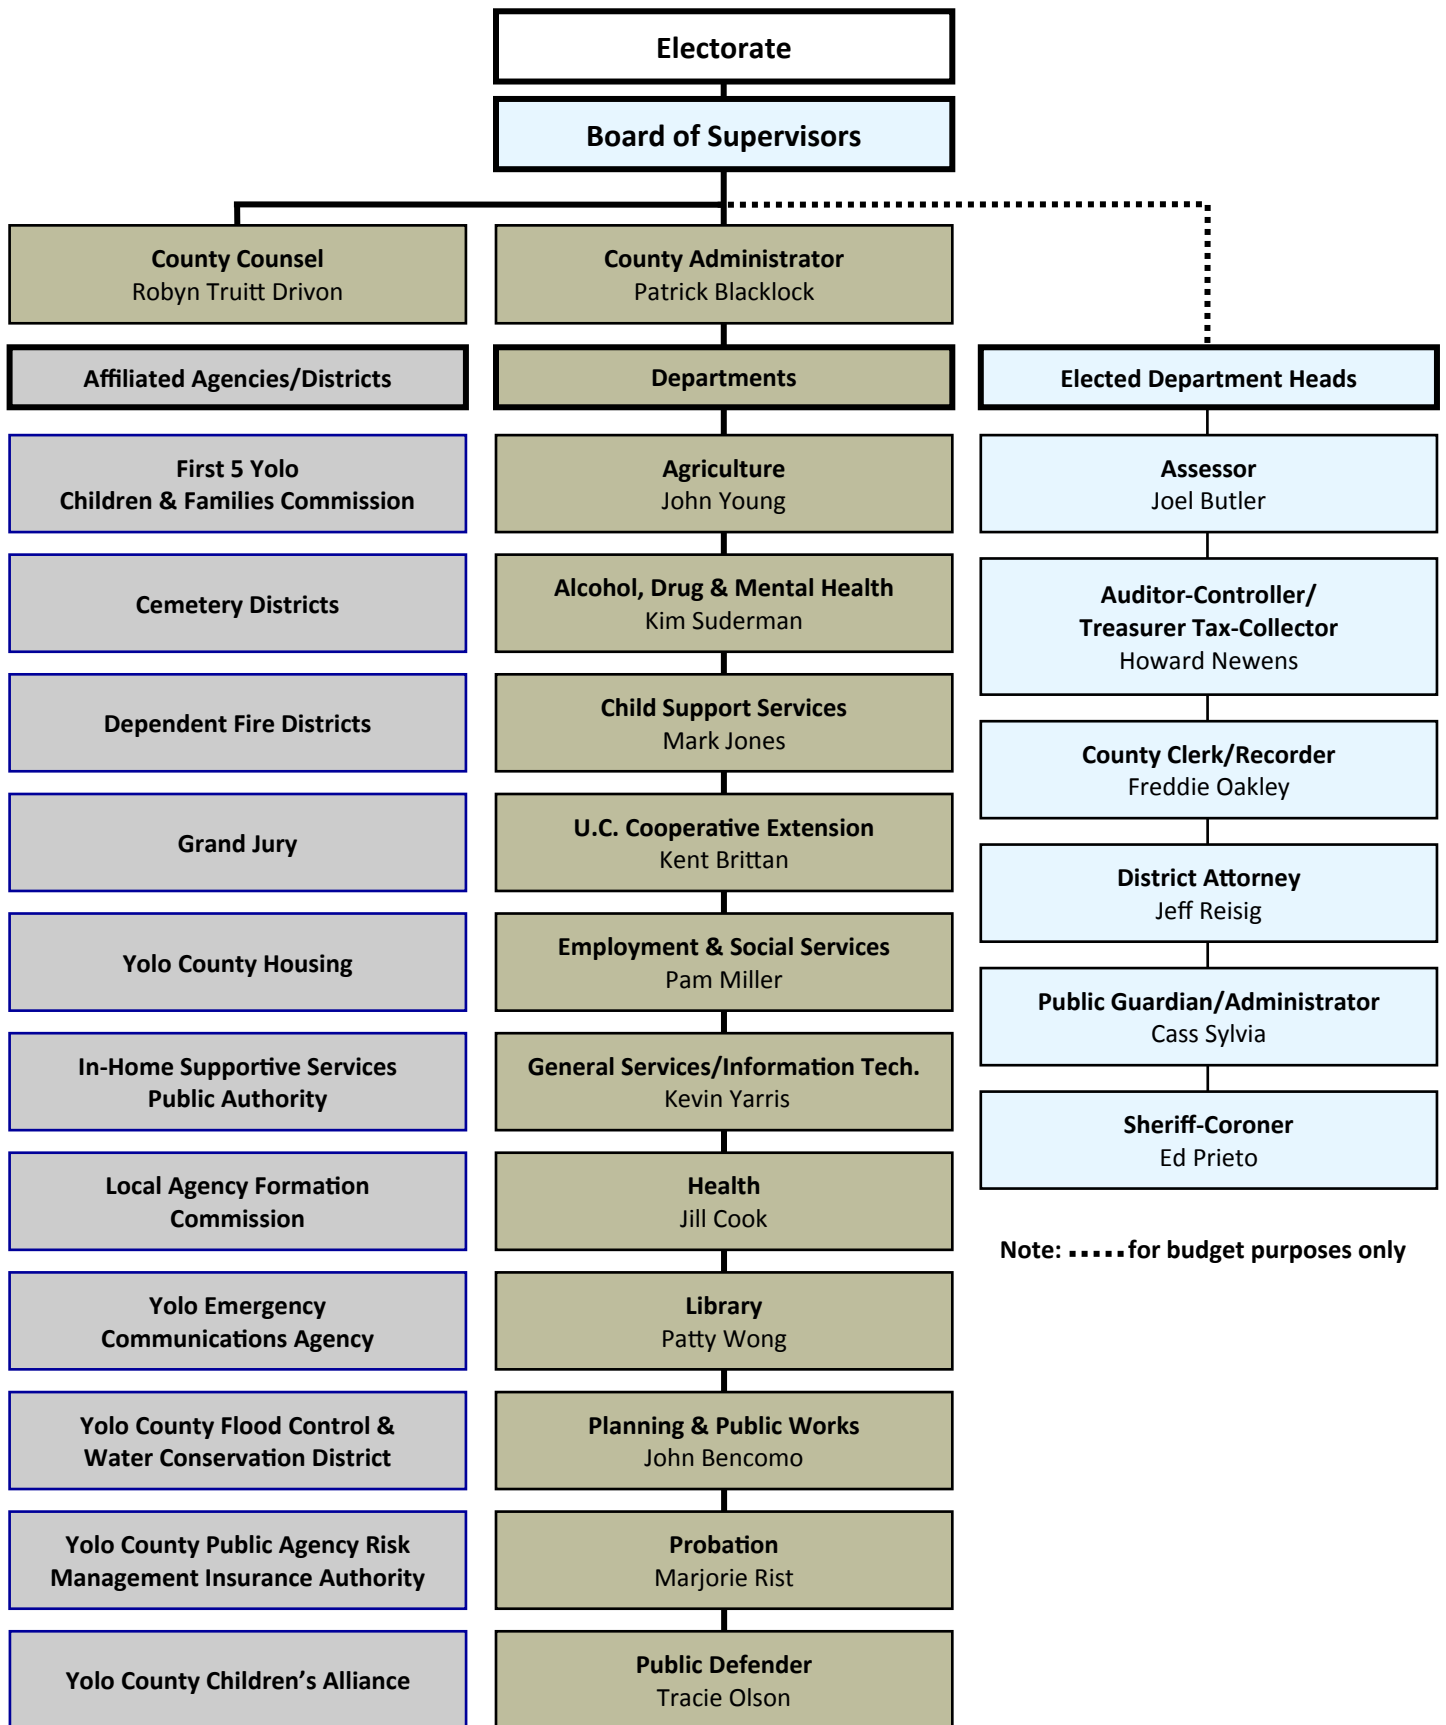 Electorate
Board of Supervisors
County Counsel
Robyn Truitt Drivon
County Administrator
Patrick Blacklock
Affiliated Agencies/Districts
First 5 Yolo
Children & Families Commission
Cemetery Districts
Dependent Fire Districts
Grand Jury
Yolo County Housing
In-Home Supportive Services
Public Authority
Local Agency Formation
Commission
Yolo Emergency
Communications Agency
Yolo County Flood Control &
Water Conservation District
Yolo County Public Agency Risk
Management Insurance Authority
Yolo County Children’s Alliance
Departments
Agriculture
John Young
Alcohol, Drug & Mental Health
Kim Suderman
Child Support Services
Mark Jones
U.C. Cooperative Extension
Kent Brittan
Employment & Social Services
Pam Miller
General Services/Information Tech.
Kevin Yarris
Health
Jill Cook
Library
Patty Wong
Planning & Public Works
John Bencomo
Probation
Marjorie Rist
Public Defender
Tracie Olson
Elected Department Heads
Assessor
Joel Butler
Auditor-Controller/
Treasurer Tax-Collector
Howard Newens
County Clerk/Recorder
Freddie Oakley
District Attorney
Jeff Reisig
Public Guardian/Administrator
Cass Sylvia
Sheriff-Coroner
Ed Prieto
Note: ..... for budget purposes only